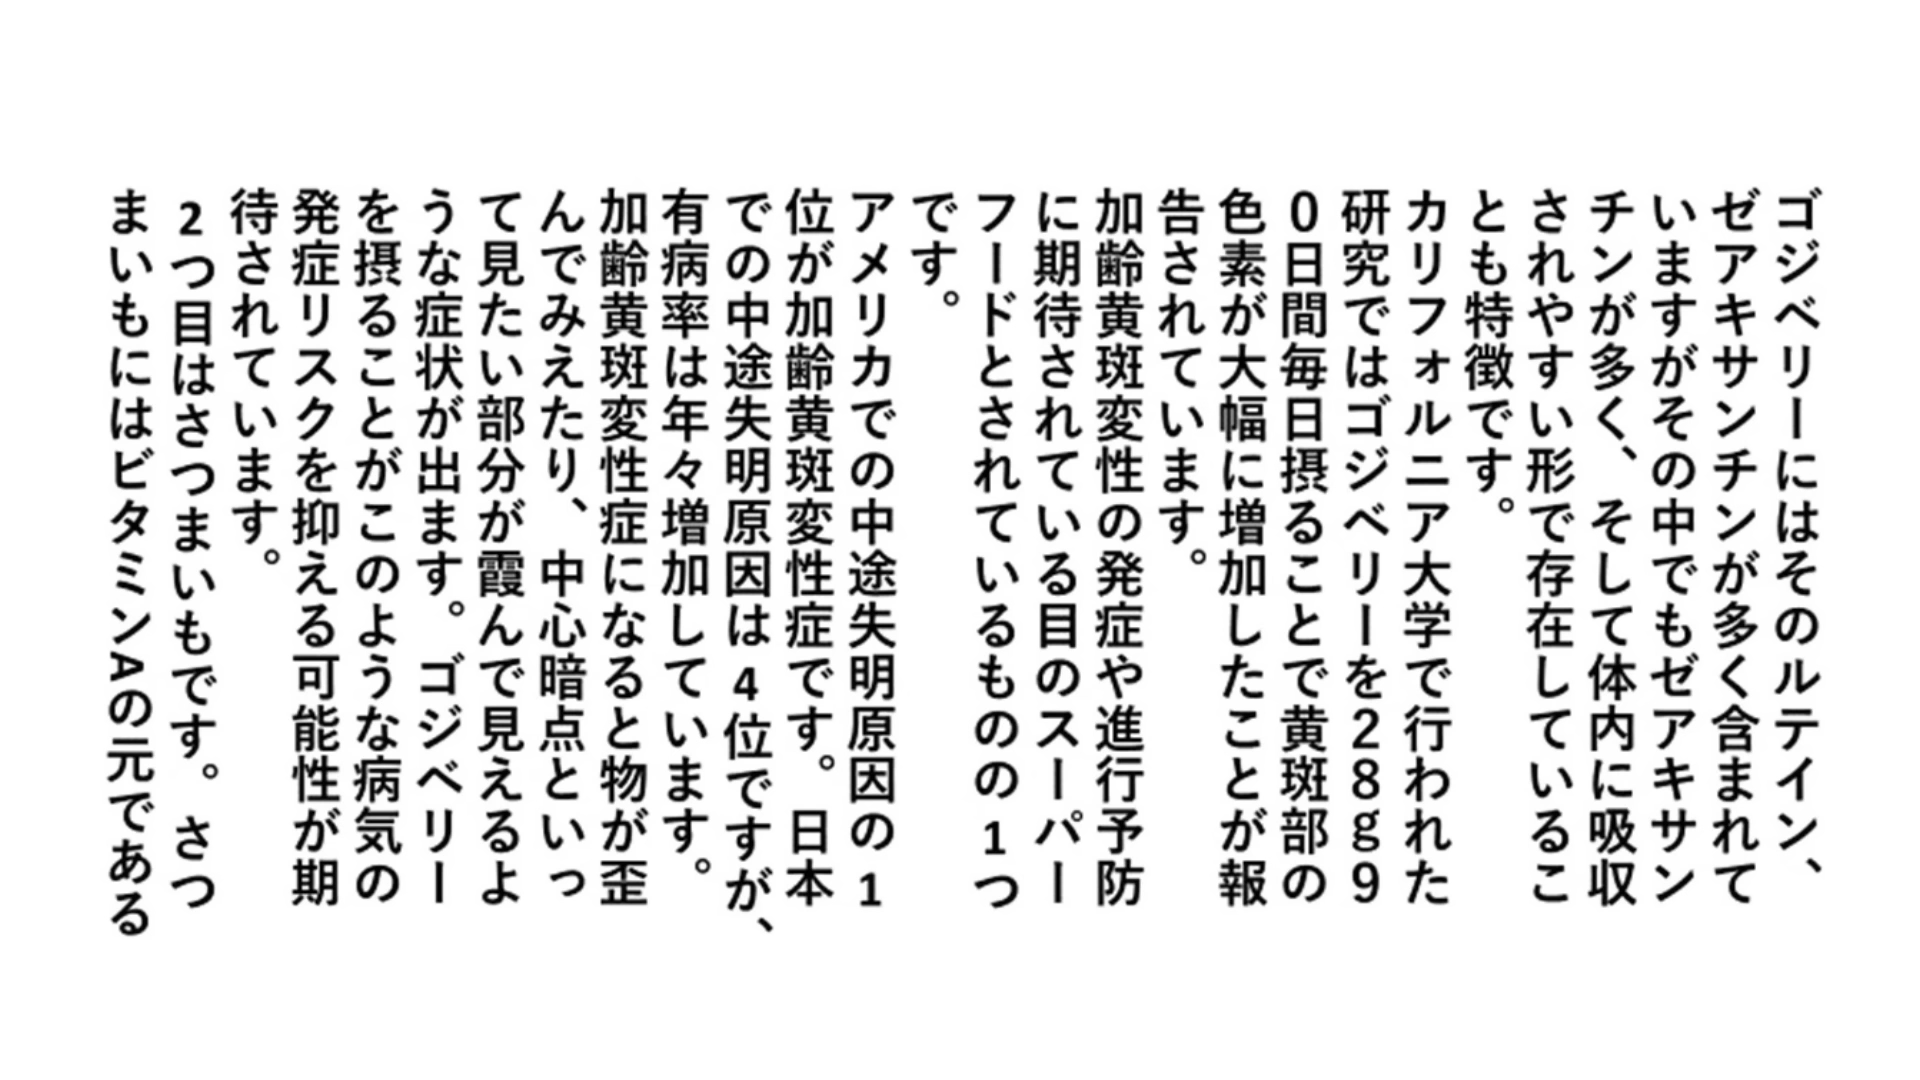 ゴジベリーにはそのルテイン、
ゼアキサンチンが多く含まれて
いますがその中でもゼアキサン
チンが多く、そして体内に吸収
されやすい形で存在しているこ
とも特徴です。
カリフォルニア大学で行われた
研究ではゴジベリーを２８ｇ９
０日間毎日摂ることで黄斑部の
色素が大幅に増加したことが報
告されています。
加齢黄斑変性の発症や進行予防
に期待されている目のスーパー
フードとされているものの1つ
です。
アメリカでの中途失明原因の1
位が加齢黄斑変性症です。日本
での中途失明原因は4位ですが、
有病率は年々増加しています。
加齢黄斑変性症になると物が歪
んでみえたり、中心暗点といっ
て見たい部分が霞んで見えるよ
うな症状が出ます。ゴジベリー
を摂ることがこのような病気の
発症リスクを抑える可能性が期
待されています。
2つ目はさつまいもです。さつ
まいもにはビタミンAの元である